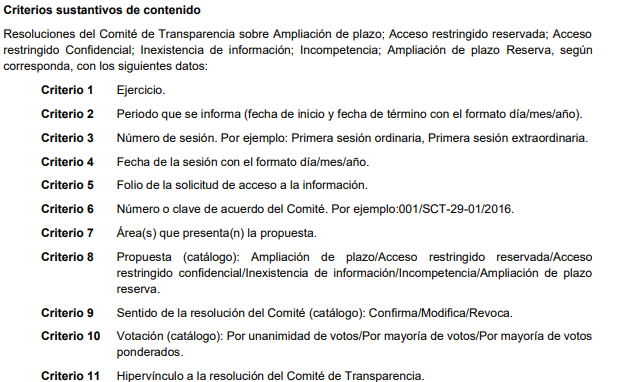 Criterios sustantivos de contenido
Resoluciones del Comité de Transparencia sobre Ampliación de plazo; Acceso restringido reservada; Acceso
restringido Confidencial; Inexistencia de información; Incompetencia; Ampliación de plazo Reserva, según
corresponda, con los siguientes datos:
Criterio 1 Ejercicio.
Criterio 2 Periodo que se informa (fecha de inicio y fecha de término con el formato día/mes/año).
Criterio 3 Número de sesión. Por ejemplo: Primera sesión ordinaria, Primera sesión extraordinaria.
Criterio 4 Fecha de la sesión con el formato día/mes/año.
Criterio 5 Folio de la solicitud de acceso a la información.
Criterio 6 Número o clave de acuerdo del Comité. Por ejemplo:001/SCT-29-01/2016.
Criterio 7 Área(s) que presenta(n) la propuesta.
Criterio 8 Propuesta (catálogo): Ampliación de plazo/Acceso restringido reservada/Acceso
restringido confidencial/Inexistencia de información/Incompetencia/Ampliación de plazo
reserva.
Criterio 9 Sentido de la resolución del Comité (catálogo): Confirma/Modifica/Revoca.
Criterio 10 Votación (catálogo): Por unanimidad de votos/Por mayoría de votos/Por mayoría de votos
ponderados.
Criterio 11 Hipervínculo a la resolución del Comité de Transparencia.